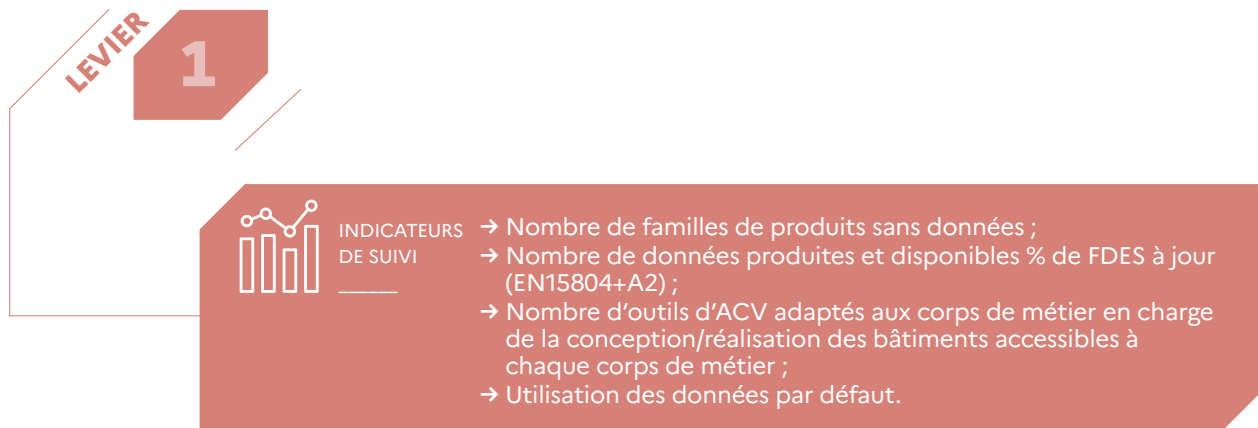 LEVIER
1
INDICATEURS
DE SUIVI
______
→ Nombre de familles de produits sans données ;
→ Nombre de données produites et disponibles % de FDES à jour
(EN15804+A2) ;
→ Nombre d’outils d’ACV adaptés aux corps de métier en charge
de la conception/réalisation des bâtiments accessibles à
chaque corps de métier ;
→ Utilisation des données par défaut.